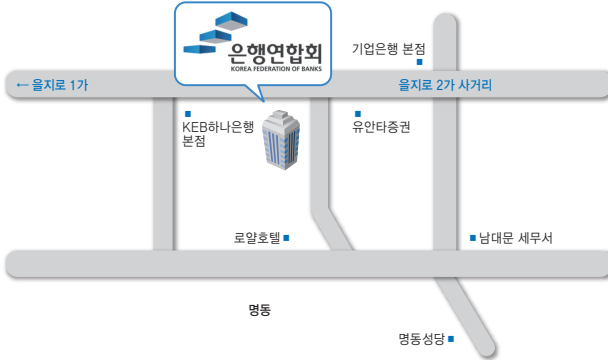 은행연합회
KOREA FEDERATION OF BANKS
기업은행 본점
← 을지로 1가
을지로 2가 사거리
KEB하나은행
본점
유안타증권
로얄호텔
남대문 세무서
명동
명동성당